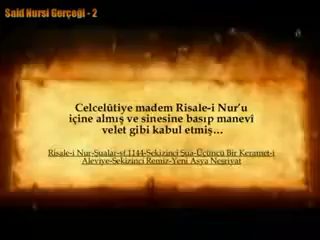 Said Nursi Gerçeği - 2
Celcelûtiye madem Risale-i Nur'u
içine almış ve sinesine basıp manevî
velet gibi kabul etmiş...
Risale-i Nur-Şualar-sf.1144-Sekizinci Şua-Üçüncü Bir Keramet-i
Aleviye-Sekizinci Remiz-Yeni Asya Neşriyat